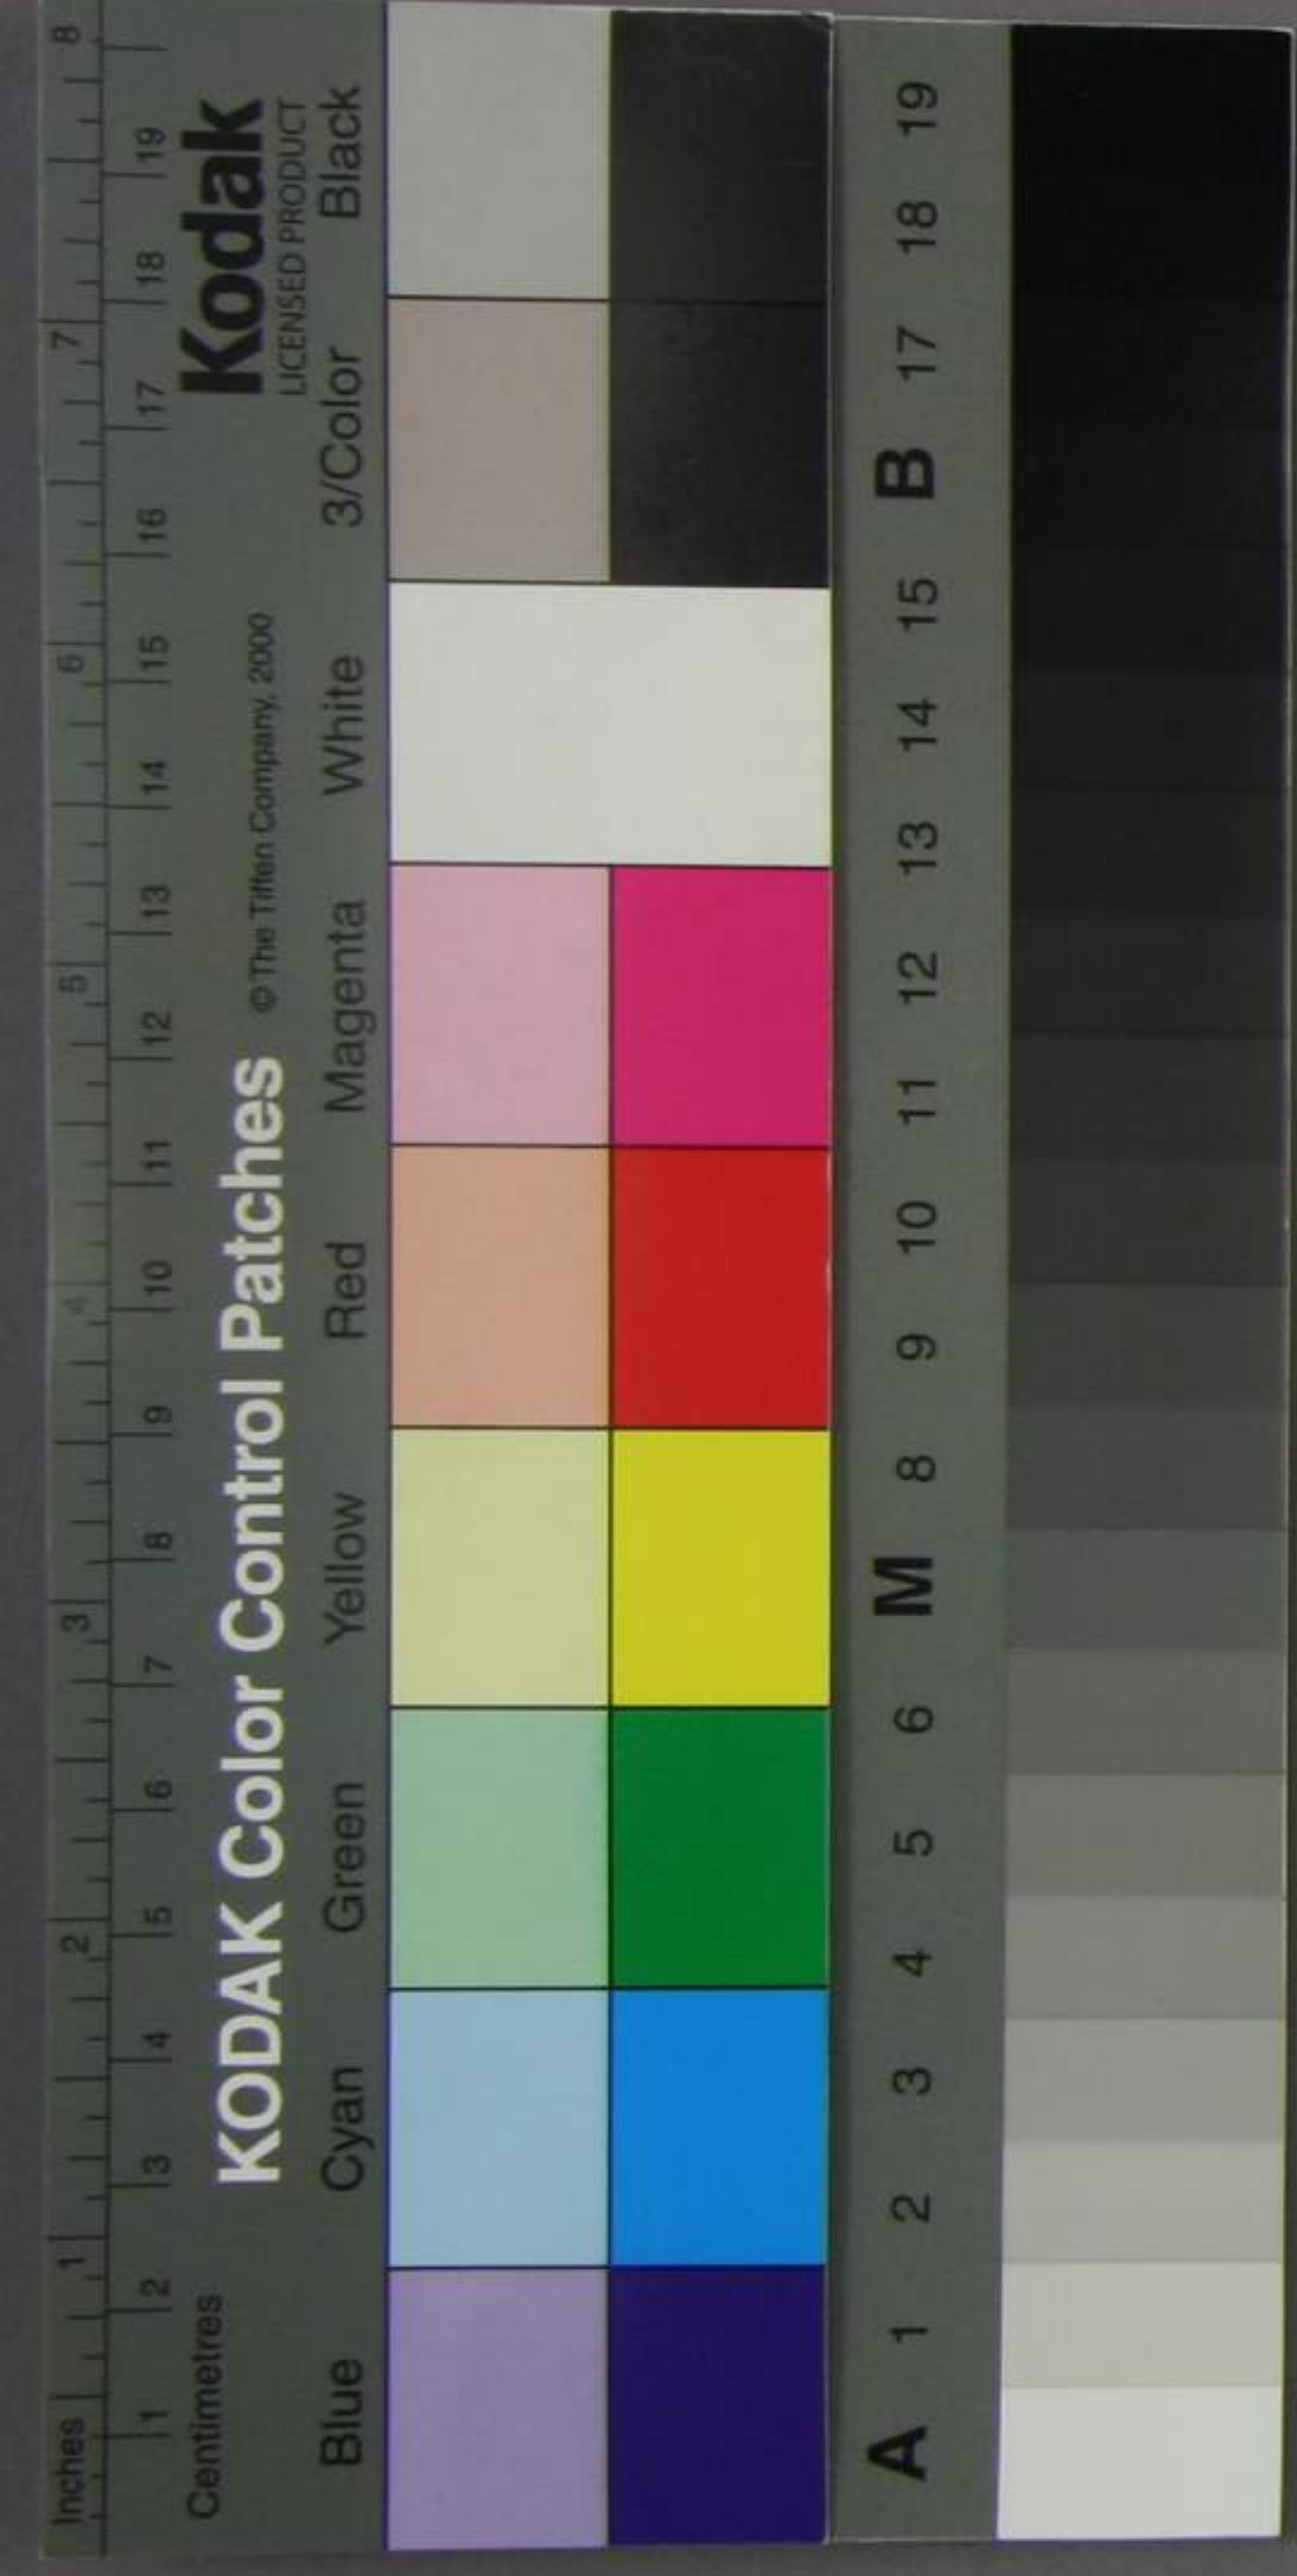 Inches 1 2 3 4 5 6 7 8
1 2 3 4 5 6 7 8 9 10 11 12 13 14 15 16 17 18 19
Centimetres
KODAK Color Control Patches © The Tiffen Company, 2000
Kodak
LICENSED PRODUCT
Blue Cyan Green Yellow Red Magenta White 3/Color Black
A 1 2 3 4 5 6 M 8 9 10 11 12 13 14 15 B 17 18 19